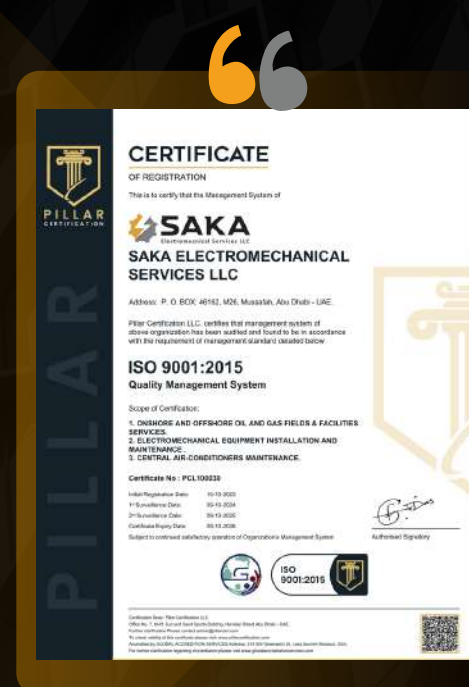 PILLAR
CERTIFICATION
PILLAR
CERTIFICATE
OF REGISTRATION
This is to certify that the Management System of
SAKA
Electromechanical Services LLC
SAKA ELECTROMECHANICAL
SERVICES LLC
Address: P. O. BOX: 46162, M26, Mussafah, Abu Dhabi - UAE.
Pillar Certification LLC. certifies that management system of
above organization has been audited and found to be in accordance
with the requirement of management standard detailed below
ISO 9001:2015
Quality Management System
Scope of Certification:
1. ONSHORE AND OFFSHORE OIL AND GAS FIELDS & FACILITIES
SERVICES.
2. ELECTROMECHANICAL EQUIPMENT INSTALLATION AND
MAINTENANCE.
3. CENTRAL AIR-CONDITIONERS MAINTENANCE.
Certificate No : PCL100030
Initial Registration Date:
1st Surveillance Date:
2nd Surveillance Date:
Certificate Expiry Date:
Subject to continued satisfactory operation of Organization's Management System
Authorised Signatory
ISO
9001:2015